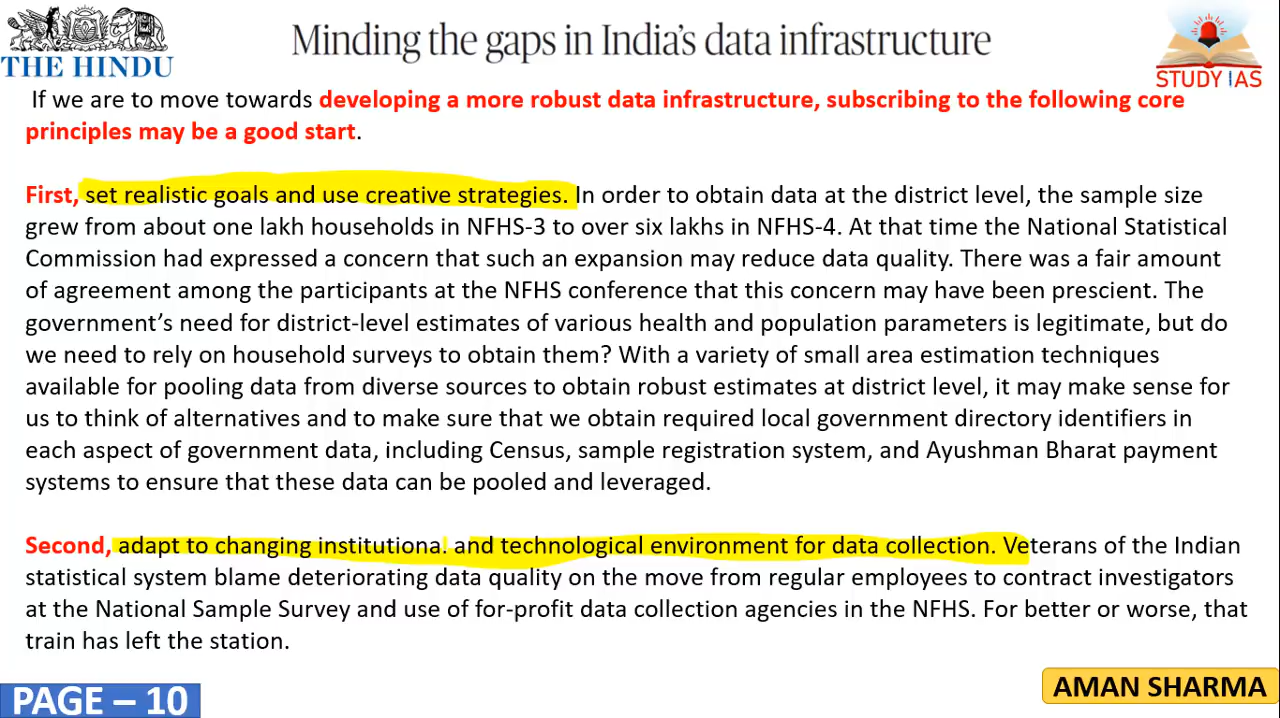 Minding the gaps in India's data infrastructure
THE HINDU
STUDY IAS
If we are to move towards developing a more robust data infrastructure, subscribing to the following core
principles may be a good start.
First, set realistic goals and use creative strategies. In order to obtain data at the district level, the sample size
grew from about one lakh households in NFHS-3 to over six lakhs in NFHS-4. At that time the National Statistical
Commission had expressed a concern that such an expansion may reduce data quality. There was a fair amount
of agreement among the participants at the NFHS conference that this concern may have been prescient. The
government's need for district-level estimates of various health and population parameters is legitimate, but do
we need to rely on household surveys to obtain them? With a variety of small area estimation techniques
available for pooling data from diverse sources to obtain robust estimates at district level, it may make sense for
us to think of alternatives and to make sure that we obtain required local government directory identifiers in
each aspect of government data, including Census, sample registration system, and Ayushman Bharat payment
systems to ensure that these data can be pooled and leveraged.
Second, adapt to changing institutional and technological environment for data collection. Veterans of the Indian
statistical system blame deteriorating data quality on the move from regular employees to contract investigators
at the National Sample Survey and use of for-profit data collection agencies in the NFHS. For better or worse, that
train has left the station.
PAGE – 10
AMAN SHARMA